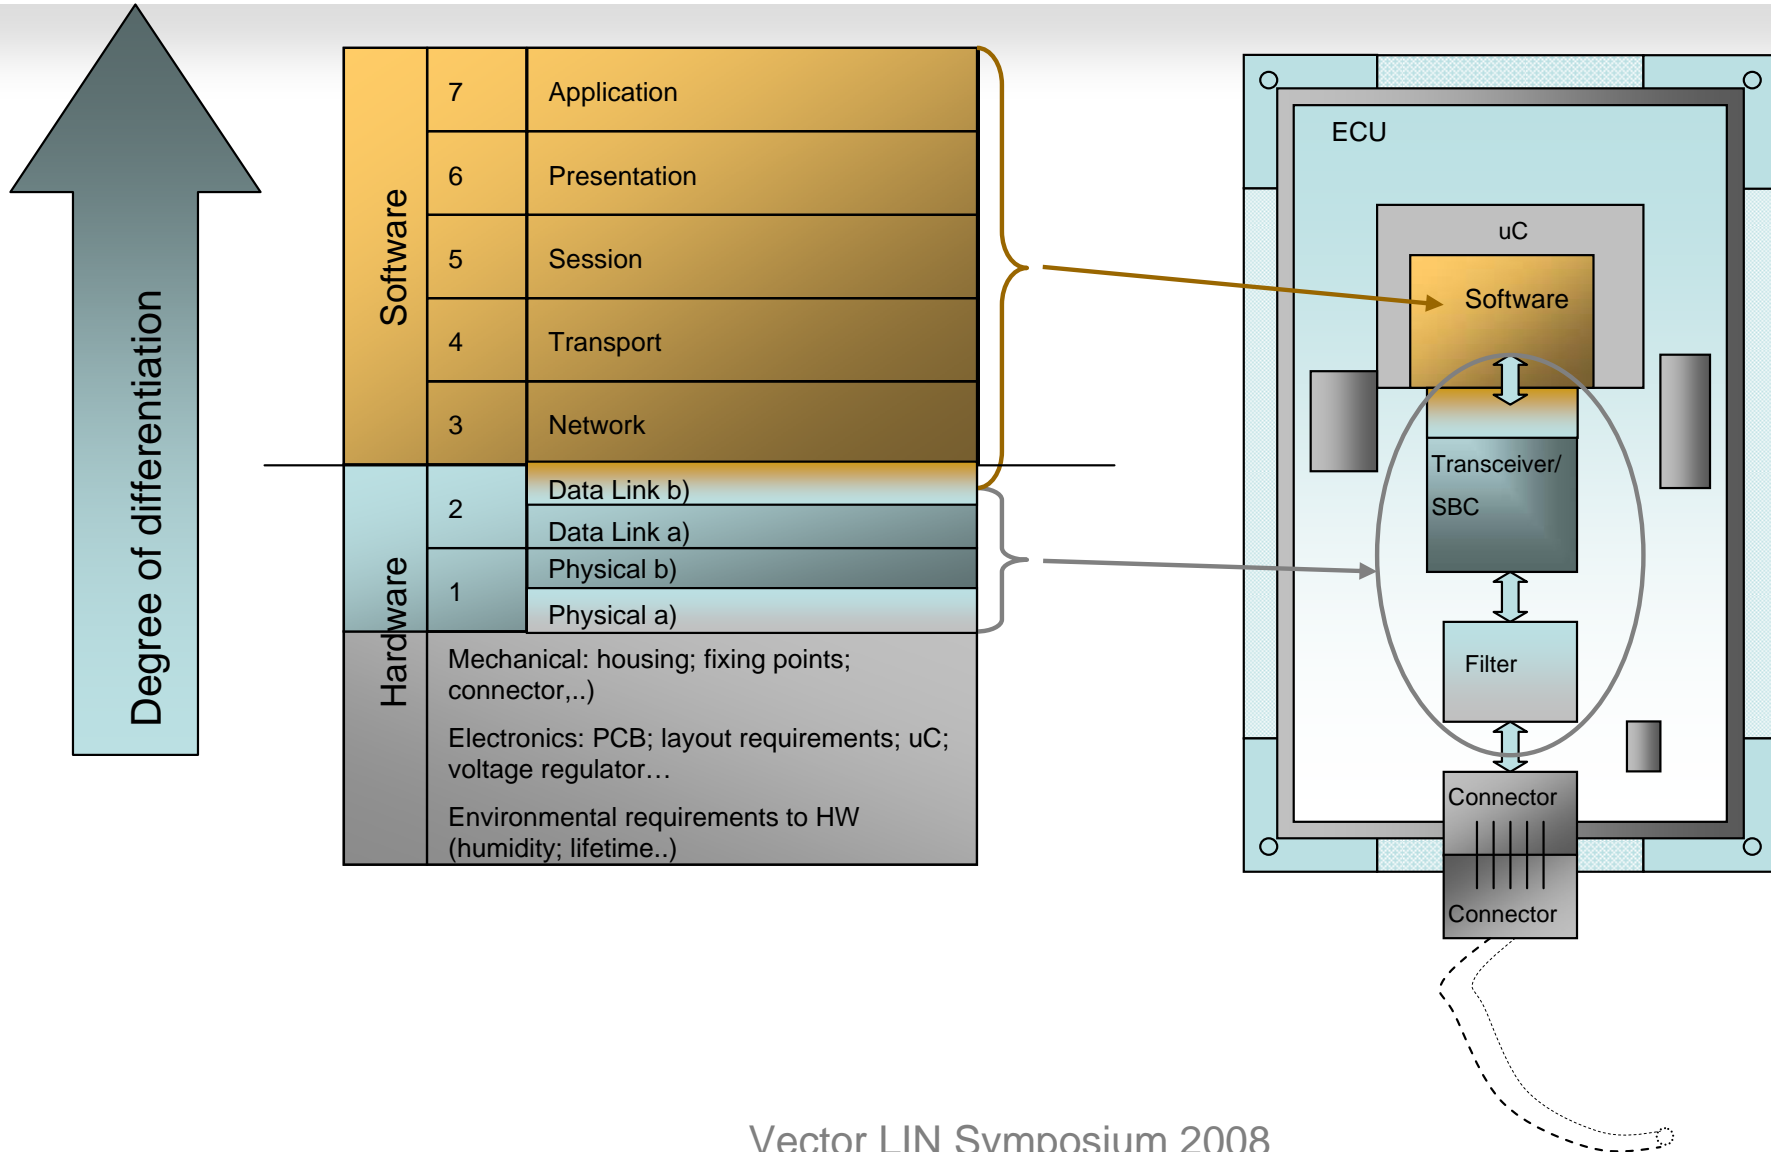 Degree of differentiation
Software
7 Application
6 Presentation
5 Session
4 Transport
3 Network
Hardware
2
Data Link b)
Data Link a)
1
Physical b)
Physical a)
Mechanical: housing; fixing points;
connector,..)
Electronics: PCB; layout requirements; uC;
voltage regulator…
Environmental requirements to HW
(humidity; lifetime..)
ECU
uC
Software
Transceiver/
SBC
Filter
Connector
Connector
Vector LIN Symposium 2008